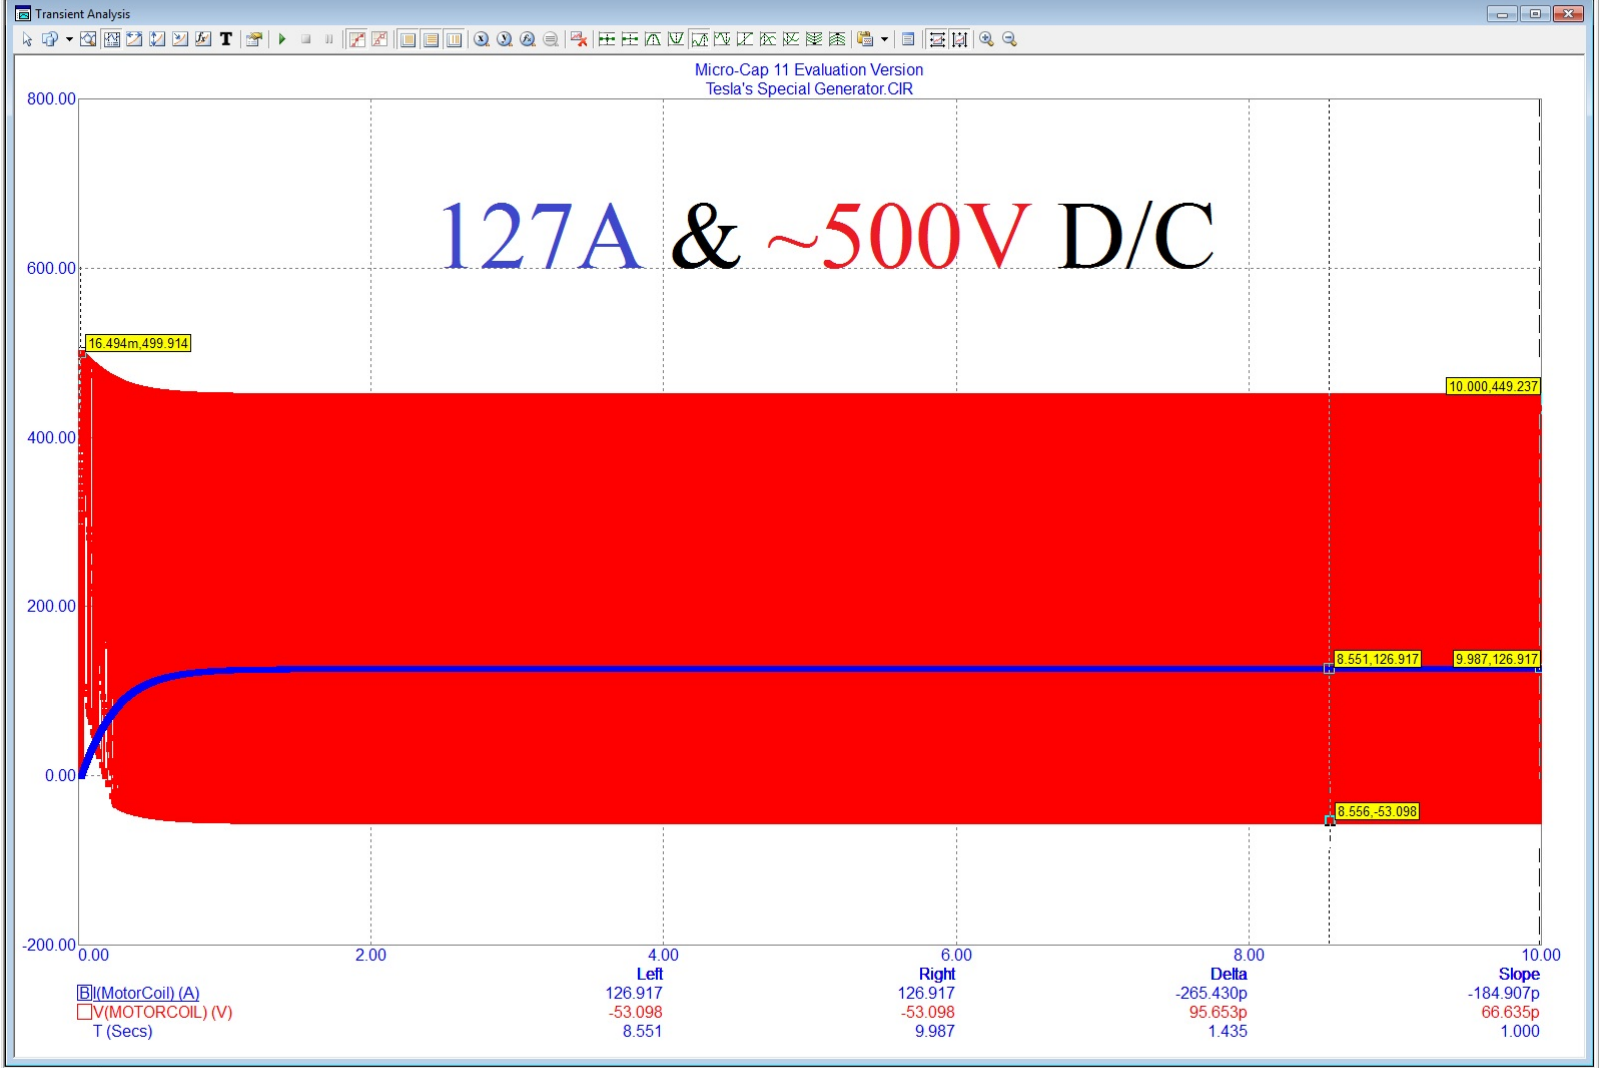 Transient Analysis
T
Micro-Cap 11 Evaluation Version
Tesla's Special Generator.CIR
800.00
127A & ~500V D/C
600.00
16.494m,499.914
10.000,449.237
400.00
200.00
8.551,126.917
9.987,126.917
0.00
8.556,-53.098
-200.00
0.00 2.00 4.00 6.00 8.00 10.00
Left Right Delta Slope
B I(MotorCoil) (A) 126.917 126.917 -265.430p -184.907p
V(MOTORCOIL) (V) -53.098 -53.098 95.653p 66.635p
T (Secs) 8.551 9.987 1.435 1.000